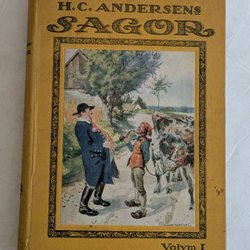 H.C. ANDERSENS
SAGOR
Volym I